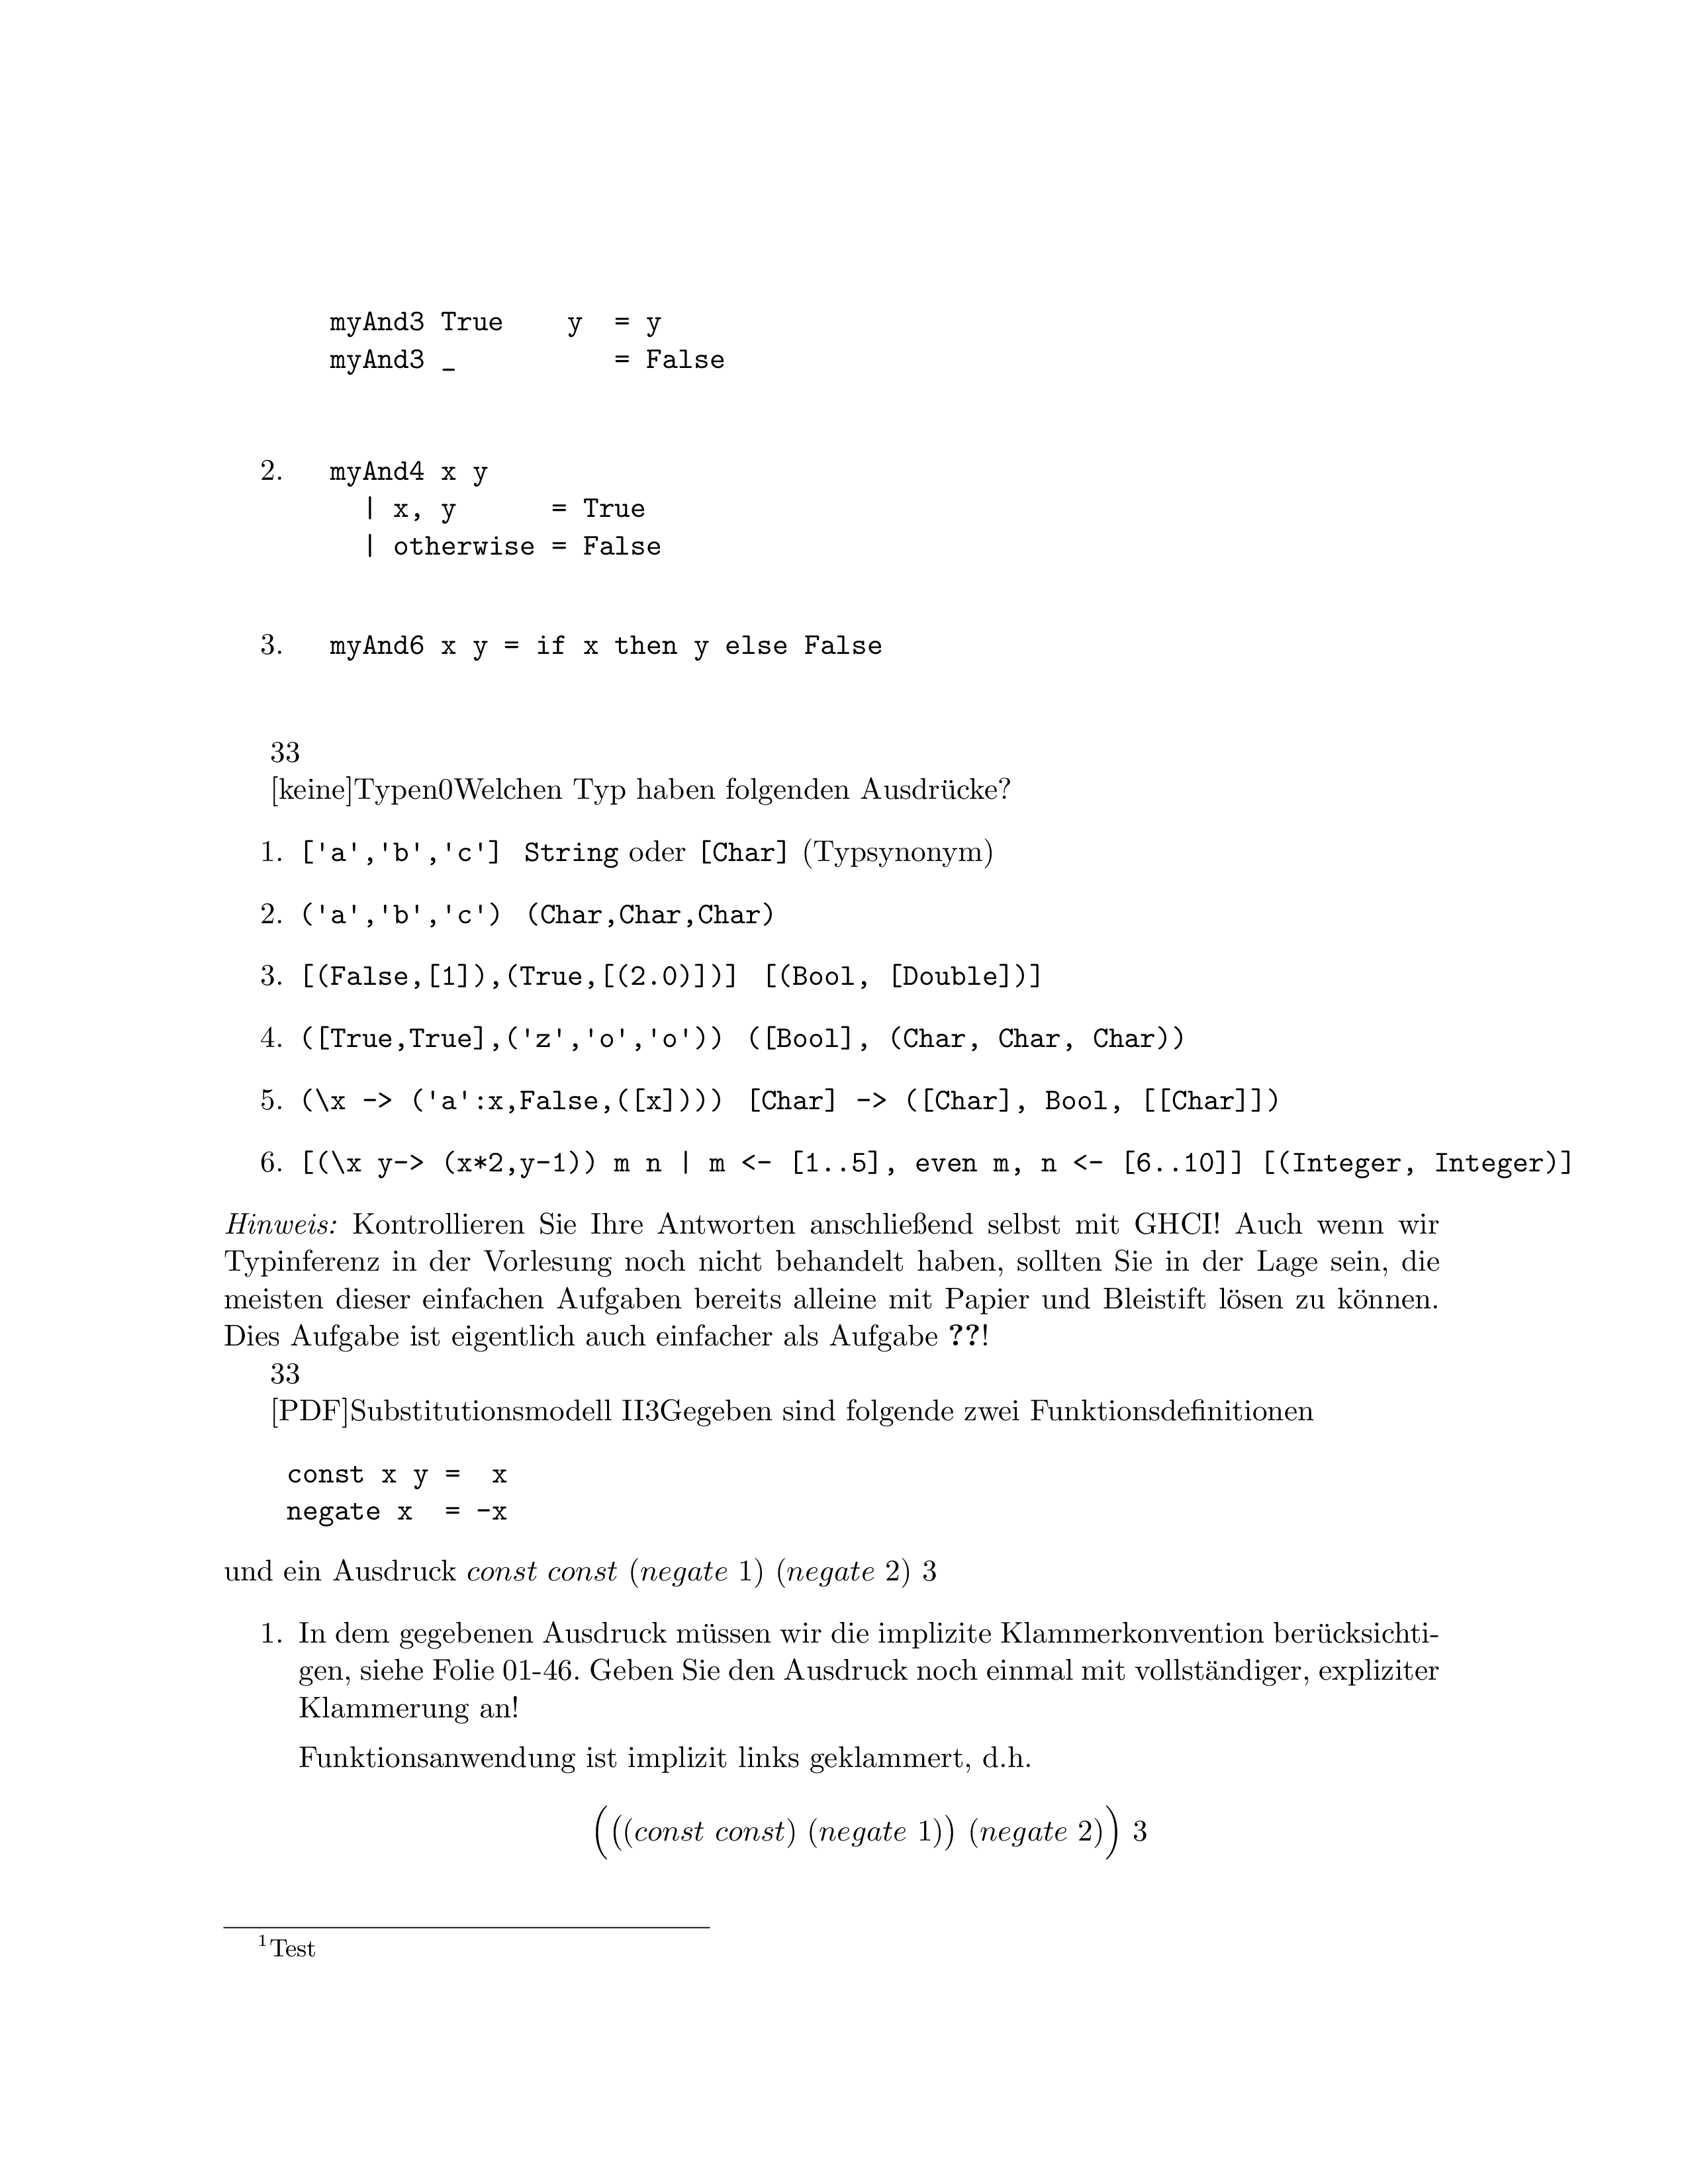 myAnd3 True    y  = y
myAnd3 _          = False
2.   myAnd4 x y
| x, y      = True
| otherwise = False
3.   myAnd6 x y = if x then y else False
33
[keine]Typen0Welchen Typ haben folgenden Ausdrücke?
1. ['a','b','c'] String oder [Char] (Typsynonym)
2. ('a','b','c') (Char,Char,Char)
3. [(False,[1]),(True,[(2.0)])] [(Bool, [Double])]
4. ([True,True],('z','o','o')) ([Bool], (Char, Char, Char))
5. (\x -> ('a':x,False,([x]))) [Char] -> ([Char], Bool, [[Char]])
6. [(\x y-> (x*2,y-1)) m n | m <- [1..5], even m, n <- [6..10]] [(Integer, Integer)]
Hinweis: Kontrollieren Sie Ihre Antworten anschließend selbst mit GHCI! Auch wenn wir
Typinferenz in der Vorlesung noch nicht behandelt haben, sollten Sie in der Lage sein, die
meisten dieser einfachen Aufgaben bereits alleine mit Papier und Bleistift lösen zu können.
Dies Aufgabe ist eigentlich auch einfacher als Aufgabe ??!
33
[PDF]Substitutionsmodell II3Gegeben sind folgende zwei Funktionsdefinitionen
const x y =  x
negate x  = -x
und ein Ausdruck const const (negate 1) (negate 2) 3
1. In dem gegebenen Ausdruck müssen wir die implizite Klammerkonvention berücksichti-
gen, siehe Folie 01-46. Geben Sie den Ausdruck noch einmal mit vollständiger, expliziter
Klammerung an!
Funktionsanwendung ist implizit links geklammert, d.h.
(((const const) (negate 1)) (negate 2)) 3
1Test